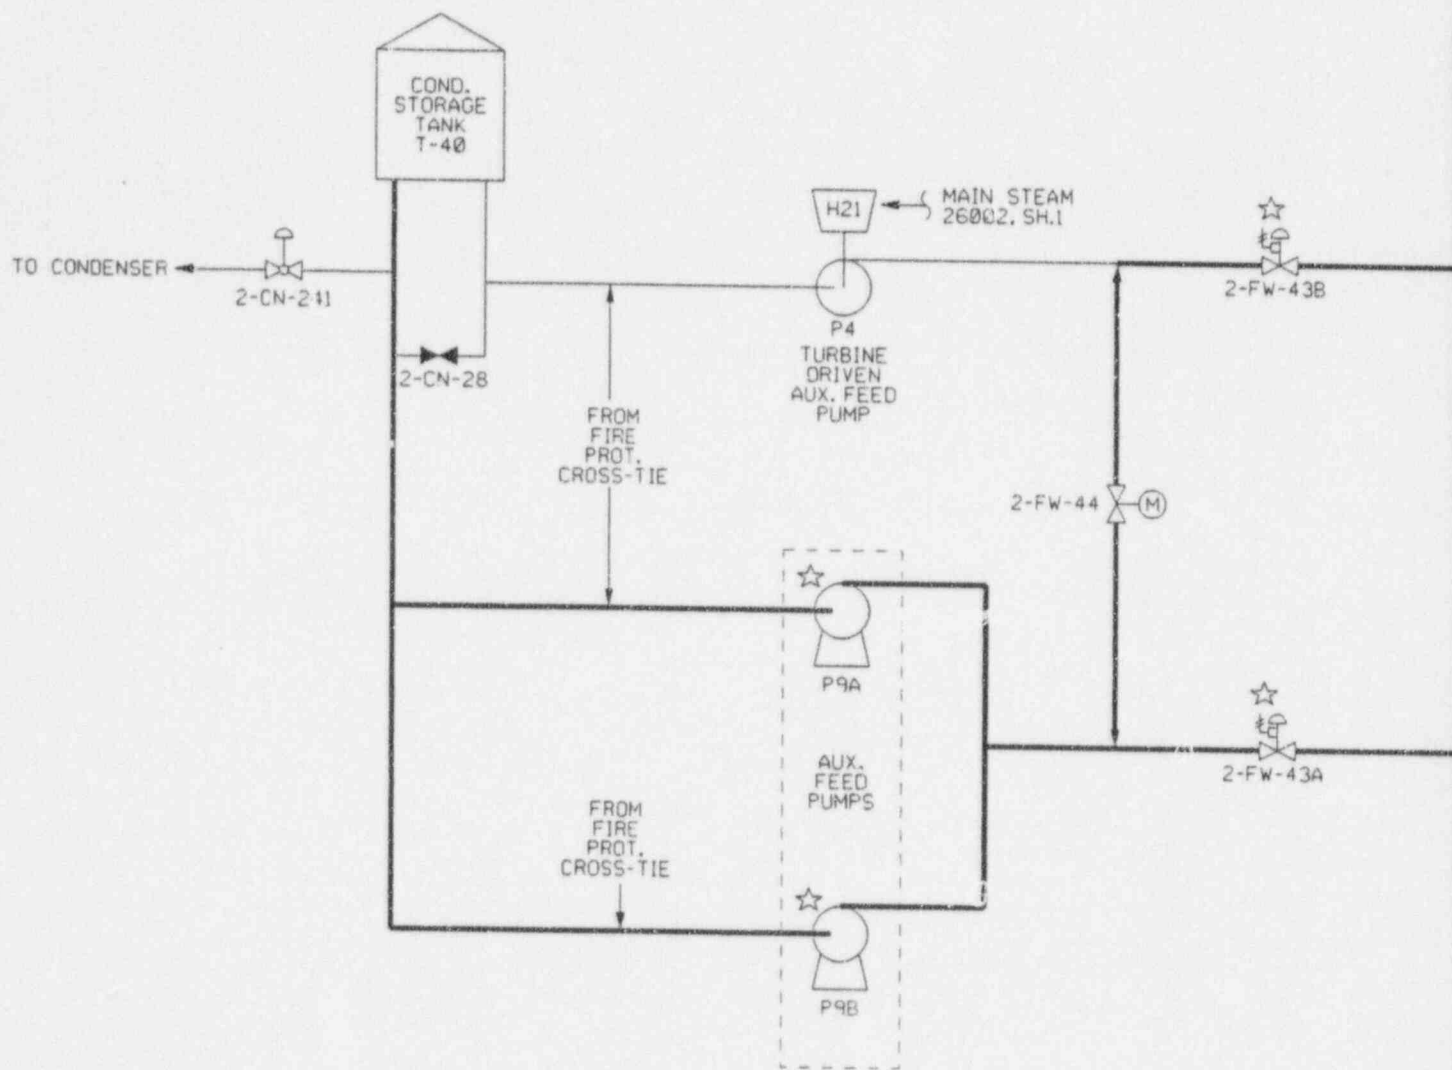 COND.
STORAGE
TANK
T-40
H21
MAIN STEAM
26002. SH.1
TO CONDENSER
2-CN-241
2-FW-43B
P4
TURBINE
DRIVEN
AUX. FEED
PUMP
2-CN-28
FROM
FIRE
PROT.
CROSS-TIE
2-FW-44
M
P9A
2-FW-43A
AUX.
FEED
PUMPS
FROM
FIRE
PROT.
CROSS-TIE
P9B